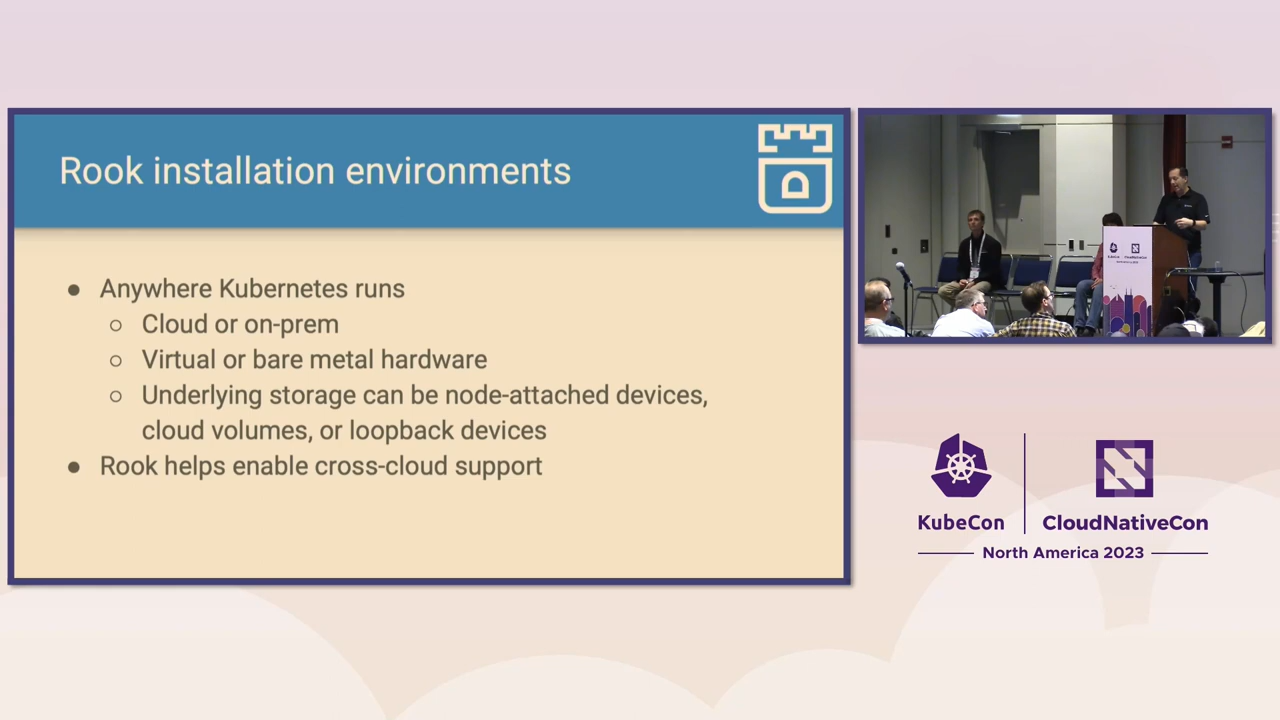 Rook installation environments
● Anywhere Kubernetes runs
○ Cloud or on-prem
○ Virtual or bare metal hardware
○ Underlying storage can be node-attached devices,
cloud volumes, or loopback devices
● Rook helps enable cross-cloud support
KubeCon
CloudNativeCon
North America 2023